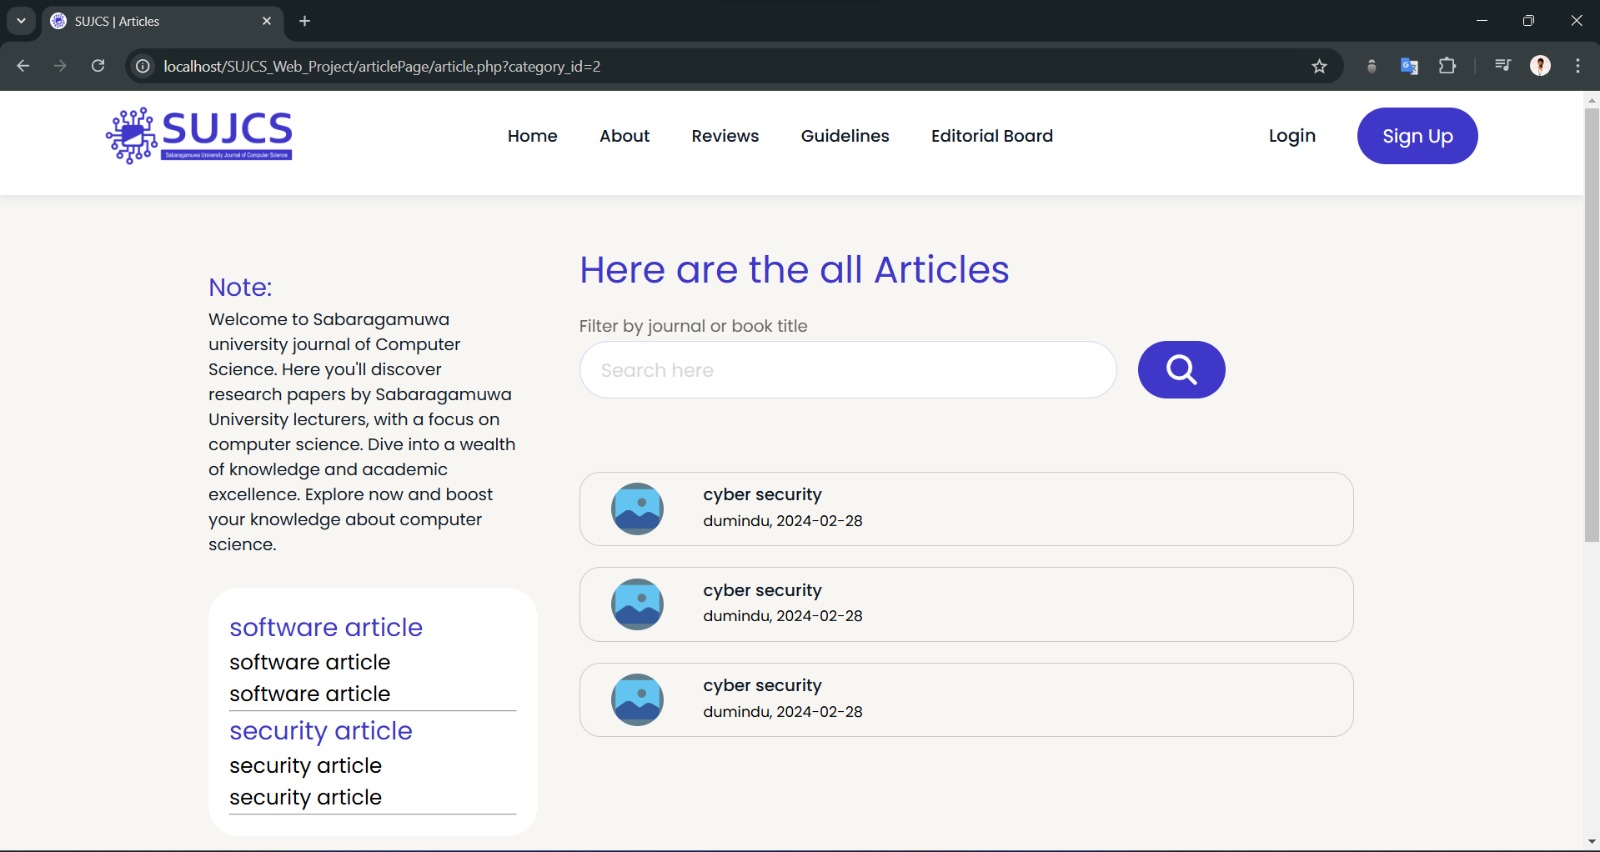 SUJCS | Articles
localhost/SUJCS_Web_Project/articlePage/article.php?category_id=2
SUJCS
Sabaragamuwa University Journal of Computer Science
Home About Reviews Guidelines Editorial Board Login Sign Up
Note:
Welcome to Sabaragamuwa
university journal of Computer
Science. Here you'll discover
research papers by Sabaragamuwa
University lecturers, with a focus on
computer science. Dive into a wealth
of knowledge and academic
excellence. Explore now and boost
your knowledge about computer
science.
software article
software article
software article
security article
security article
security article
Here are the all Articles
Filter by journal or book title
Search here
cyber security
dumindu, 2024-02-28
cyber security
dumindu, 2024-02-28
cyber security
dumindu, 2024-02-28